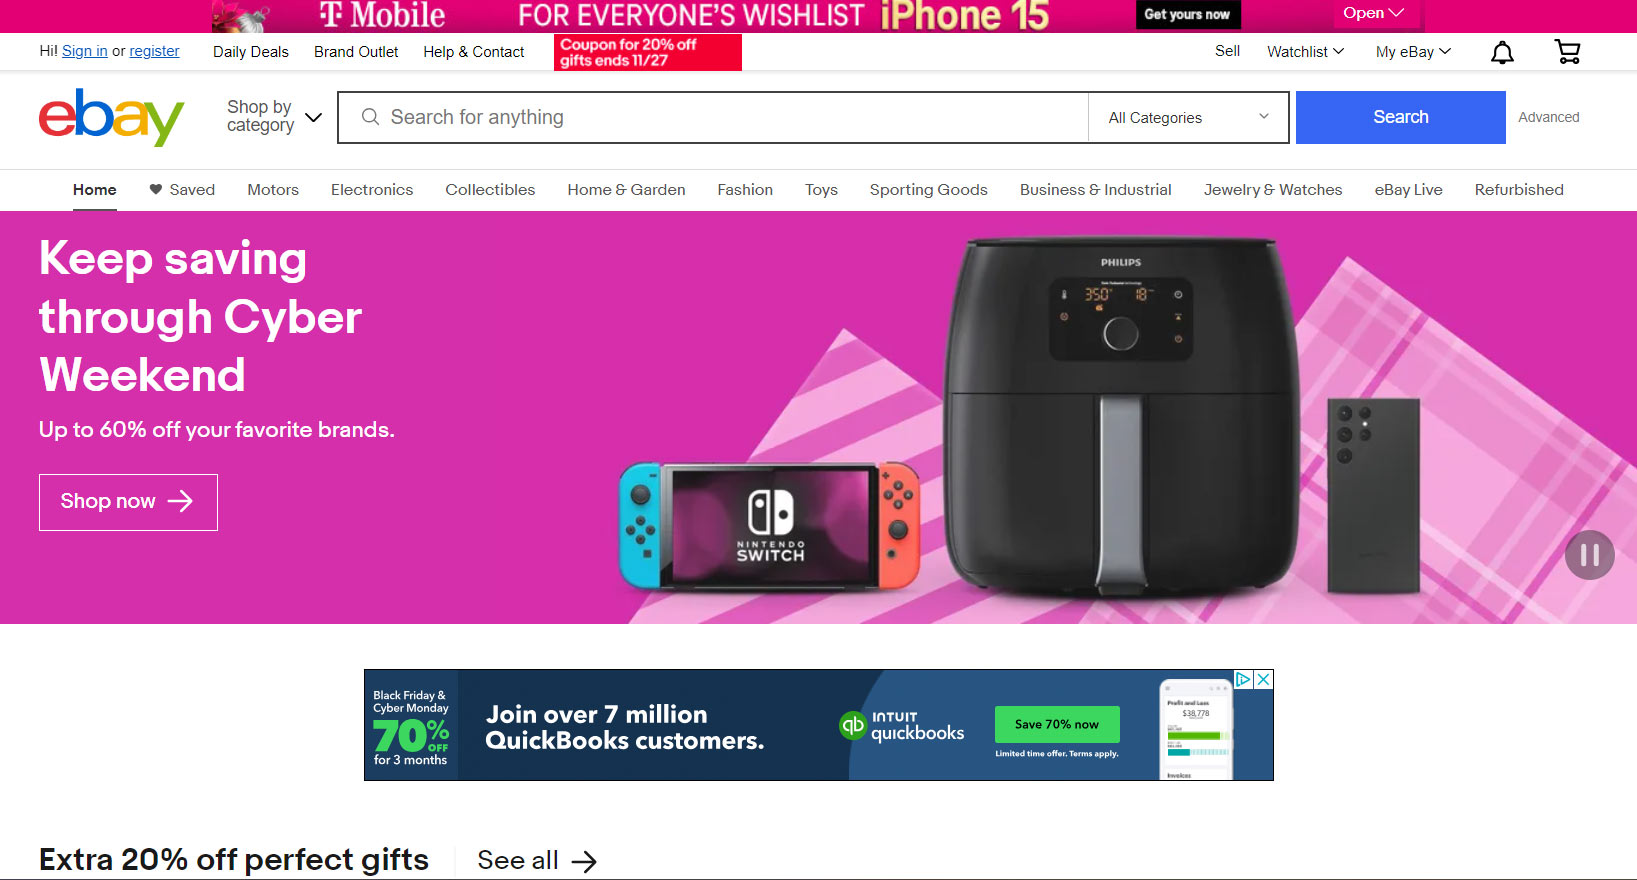 T Mobile
FOR EVERYONE'S WISHLIST
iPhone 15
Get yours now
Open
Hi! Sign in or register
Daily Deals
Brand Outlet
Help & Contact
Coupon for 20% off
gifts ends 11/27
Sell
Watchlist
My eBay
ebay
Shop by
category
Search for anything
All Categories
Search
Advanced
Home
Saved
Motors
Electronics
Collectibles
Home & Garden
Fashion
Toys
Sporting Goods
Business & Industrial
Jewelry & Watches
eBay Live
Refurbished
Keep saving
through Cyber
Weekend
Up to 60% off your favorite brands.
Shop now
NINTENDO
SWITCH
PHILIPS
350°
18
Black Friday &
Cyber Monday
70%
OFF
for 3 months
Join over 7 million
QuickBooks customers.
qb
INTUIT
quickbooks
Save 70% now
Limited time offer. Terms apply.
Profit and Loss
$38,778
Invoices
Extra 20% off perfect gifts
See all